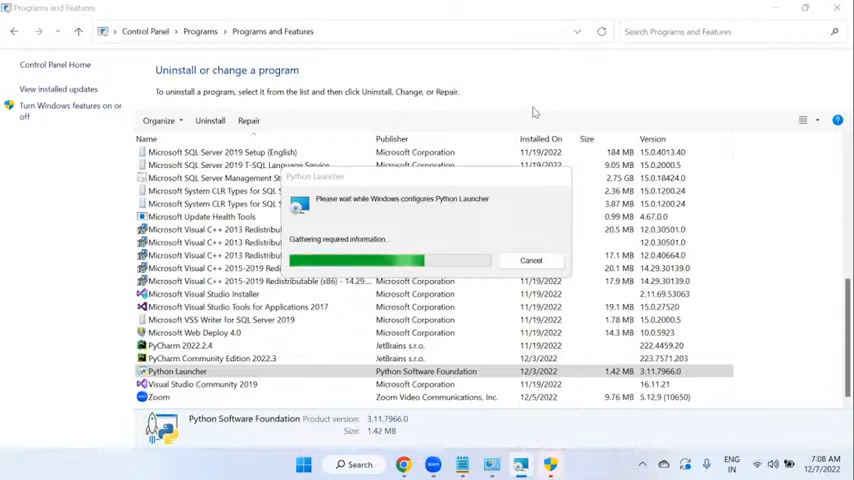 Programs and Features
Control Panel
Programs
Programs and Features
Search Programs and Features
Control Panel Home
View installed updates
Turn Windows features on or
off
Uninstall or change a program
To uninstall a program, select it from the list and then click Uninstall, Change, or Repair.
Organize
Uninstall
Repair
Name Publisher Installed On Size Version
Microsoft SQL Server 2019 Setup (English) Microsoft Corporation 11/19/2022 184 MB 15.0.4013.40
Microsoft SQL Server 2019 T-SQL Language Service Microsoft Corporation 11/19/2022 9.05 MB 15.0.2000.5
Microsoft SQL Server Management St 2.75 GB 15.0.18424.0
Microsoft System CLR Types for SQL S 2.36 MB 15.0.1200.24
Microsoft System CLR Types for SQL S 3.87 MB 15.0.1200.24
Microsoft Update Health Tools 0.99 MB 4.67.0.0
Microsoft Visual C++ 2013 Redistribut 20.5 MB 12.0.30501.0
Microsoft Visual C++ 2013 Redistribut 12.0.30501.0
Microsoft Visual C++ 2013 Redistribut 17.1 MB 12.0.40664.0
Microsoft Visual C++ 2015-2019 Redist 20.1 MB 14.29.30139.0
Microsoft Visual C++ 2015-2019 Redistributable (x86) - 14.29... Microsoft Corporation 11/19/2022 17.9 MB 14.29.30139.0
Microsoft Visual Studio Installer Microsoft Corporation 11/19/2022 2.11.69.53063
Microsoft Visual Studio Tools for Applications 2017 Microsoft Corporation 11/19/2022 19.1 MB 15.0.27520
Microsoft VSS Writer for SQL Server 2019 Microsoft Corporation 11/19/2022 1.78 MB 15.0.2000.5
Microsoft Web Deploy 4.0 Microsoft Corporation 11/19/2022 14.3 MB 10.0.5923
PyCharm 2022.2.4 JetBrains s.r.o. 11/19/2022 222.4459.20
PyCharm Community Edition 2022.3 JetBrains s.r.o. 12/3/2022 223.7571.203
Python Launcher Python Software Foundation 12/3/2022 1.42 MB 3.11.7966.0
Visual Studio Community 2019 Microsoft Corporation 11/19/2022 16.11.21
Zoom Zoom Video Communications, Inc. 12/5/2022 9.76 MB 5.12.9 (10650)
Python Launcher
Please wait while Windows configures Python Launcher
Gathering required information...
Cancel
Python Software Foundation Product version: 3.11.7966.0
Size: 1.42 MB
Search
ENG
IN
7:08 AM
12/7/2022